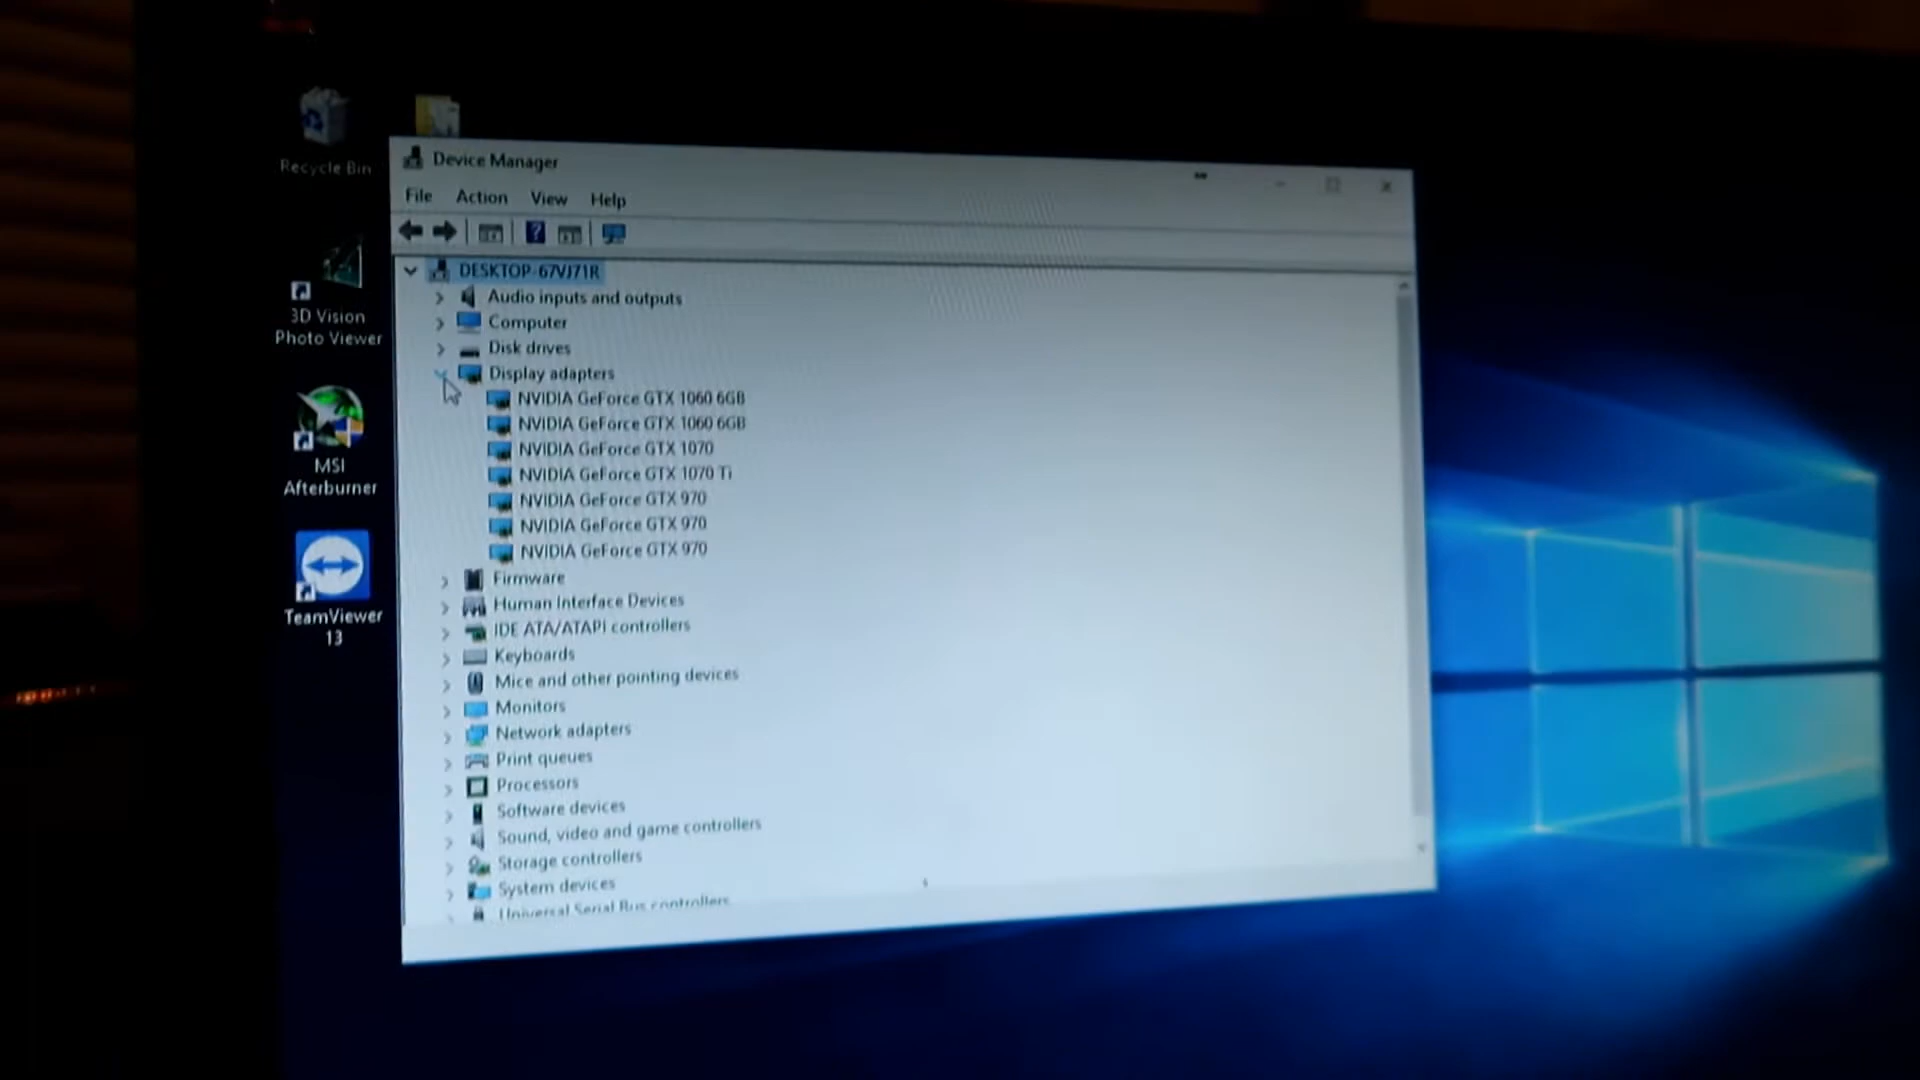 Recycle Bin
3D Vision
Photo Viewer
MSI
Afterburner
TeamViewer
13
Device Manager
File Action View Help
DESKTOP-67VJ71R
Audio inputs and outputs
Computer
Disk drives
Display adapters
NVIDIA GeForce GTX 1060 6GB
NVIDIA GeForce GTX 1060 6GB
NVIDIA GeForce GTX 1070
NVIDIA GeForce GTX 1070 Ti
NVIDIA GeForce GTX 970
NVIDIA GeForce GTX 970
NVIDIA GeForce GTX 970
Firmware
Human Interface Devices
IDE ATA/ATAPI controllers
Keyboards
Mice and other pointing devices
Monitors
Network adapters
Print queues
Processors
Software devices
Sound, video and game controllers
Storage controllers
System devices
Universal Serial Bus controllers